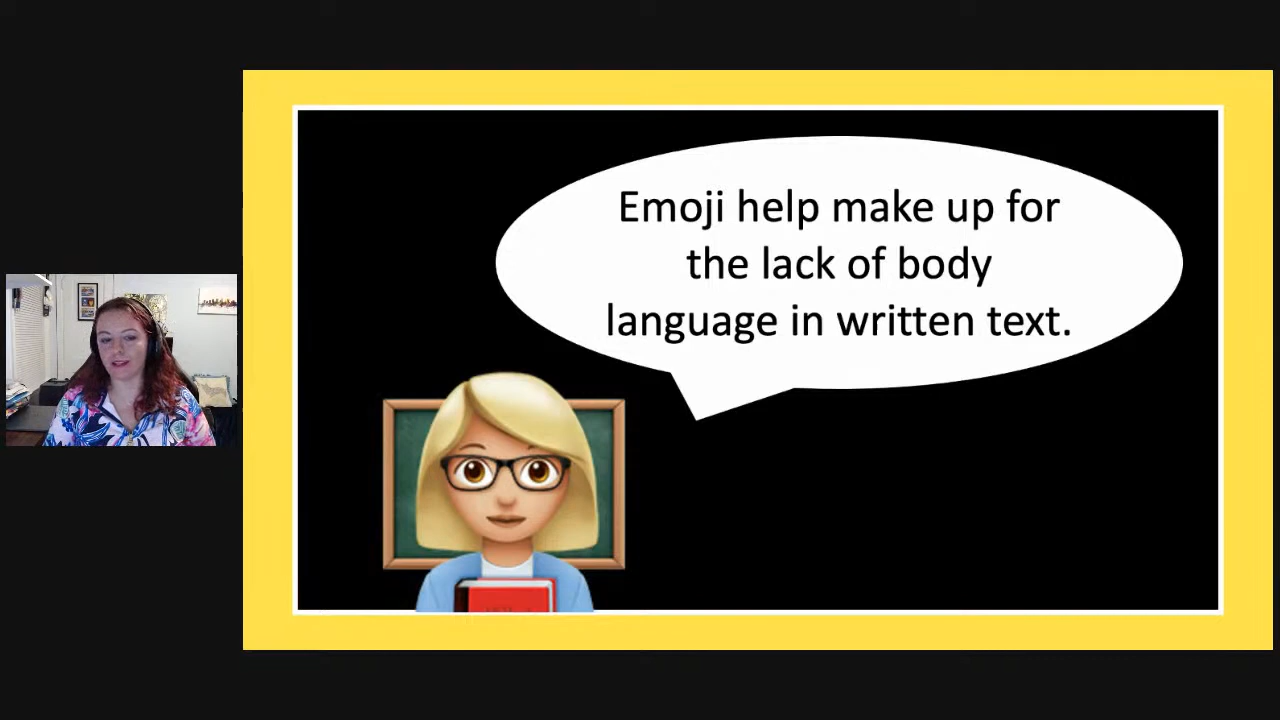 Emoji help make up for
the lack of body
language in written text.